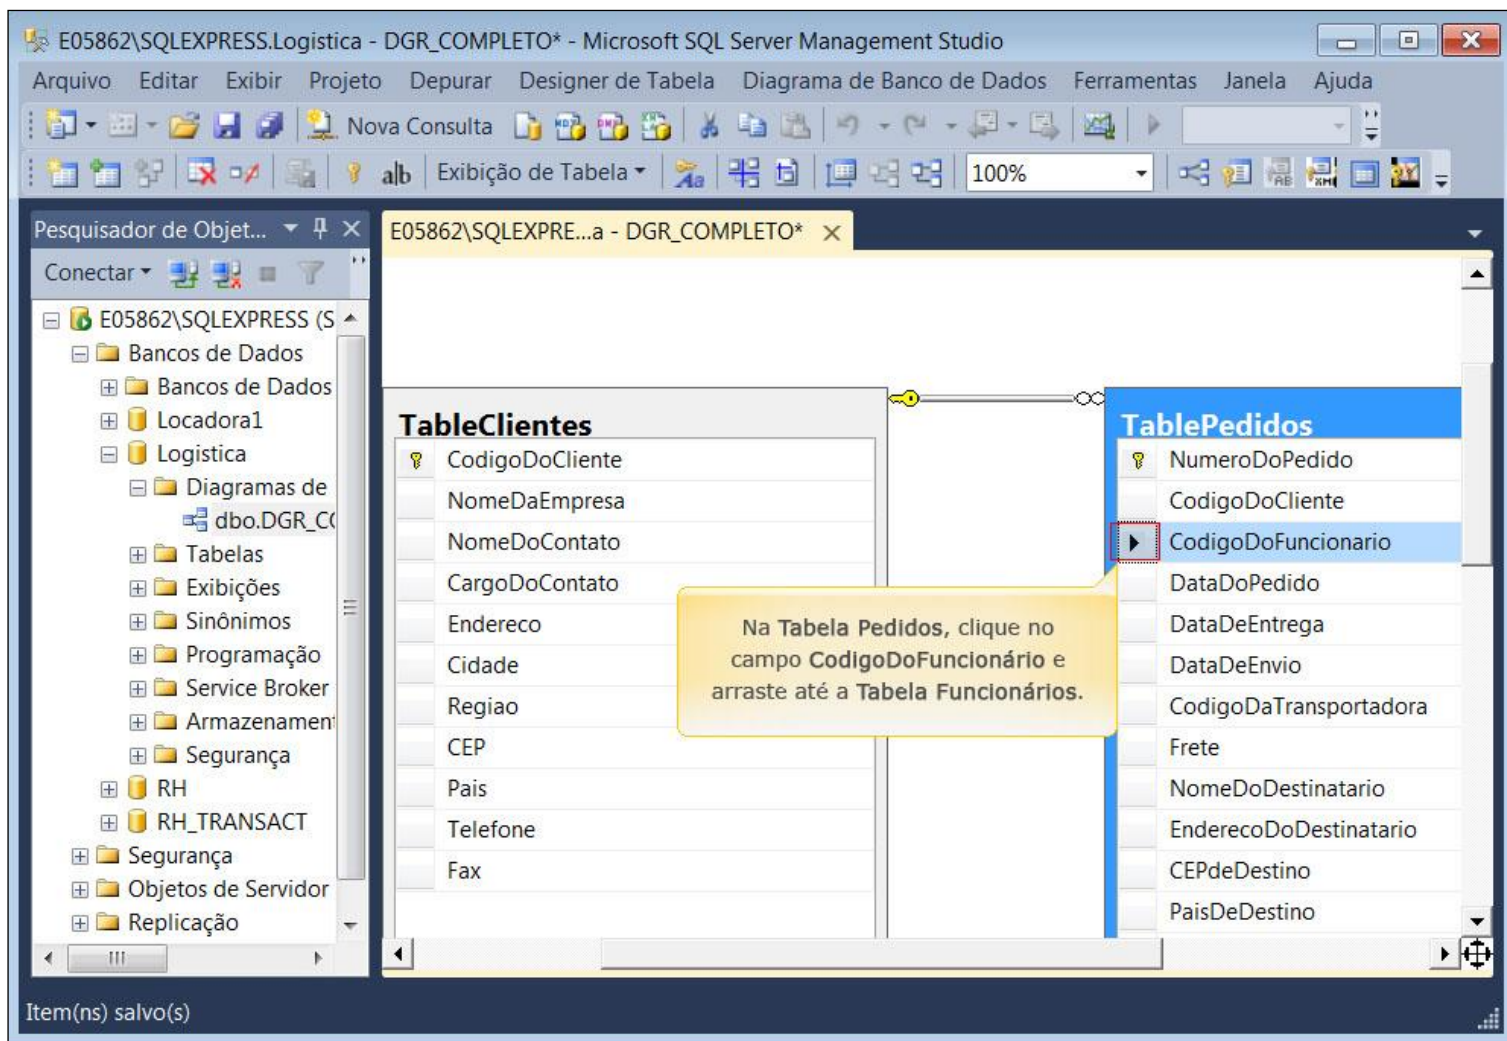 E05862\SQLEXPRESS.Logistica - DGR_COMPLETO* - Microsoft SQL Server Management Studio
Arquivo Editar Exibir Projeto Depurar Designer de Tabela Diagrama de Banco de Dados Ferramentas Janela Ajuda
Nova Consulta
Exibição de Tabela
100%
Pesquisador de Objet...
Conectar
E05862\SQLEXPRESS (S
Bancos de Dados
Bancos de Dados
Locadora1
Logistica
Diagramas de
dbo.DGR_C(
Tabelas
Exibições
Sinônimos
Programação
Service Broker
Armazenament
Segurança
RH
RH_TRANSACT
Segurança
Objetos de Servidor
Replicação
E05862\SQLEXPRE...a - DGR_COMPLETO*
TableClientes
CodigoDoCliente
NomeDaEmpresa
NomeDoContato
CargoDoContato
Endereco
Cidade
Regiao
CEP
Pais
Telefone
Fax
Na Tabela Pedidos, clique no
campo CodigoDoFuncionário e
arraste até a Tabela Funcionários.
TablePedidos
NumeroDoPedido
CodigoDoCliente
CodigoDoFuncionario
DataDoPedido
DataDeEntrega
DataDeEnvio
CodigoDaTransportadora
Frete
NomeDoDestinatario
EnderecoDoDestinatario
CEPdeDestino
PaisDeDestino
Item(ns) salvo(s)